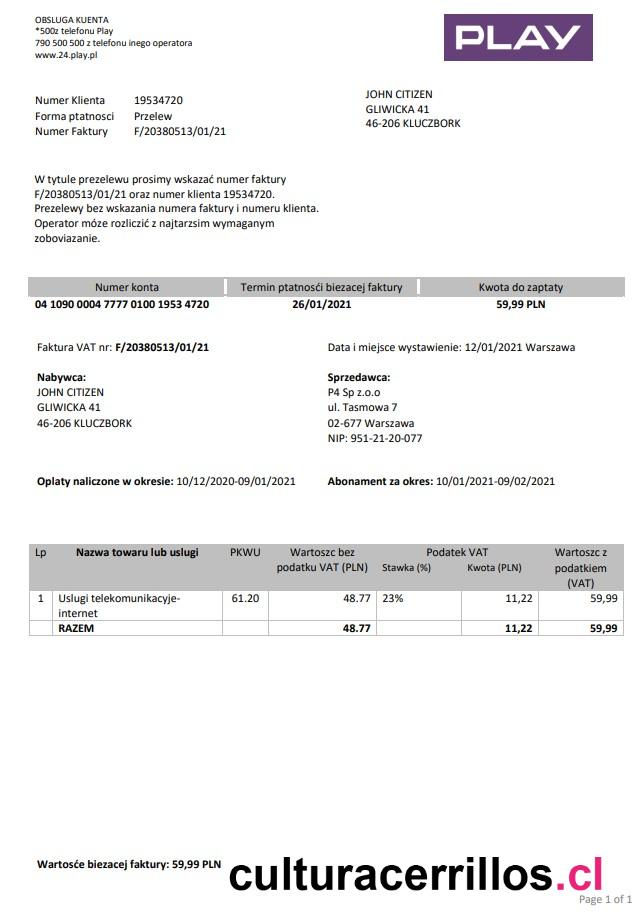 OBSLUGA KUENTA
*500z telefonu Play
790 500 500 z telefonu inego operatora
www.24.play.pl
PLAY
Numer Klienta 19534720
Forma ptatnosci Przelew
Numer Faktury F/20380513/01/21
JOHN CITIZEN
GLIWICKA 41
46-206 KLUCZBORK
W tytule prezelewu prosimy wskazać numer faktury
F/20380513/01/21 oraz numer klienta 19534720.
Prezelewy bez wskazania numera faktury i numeru klienta.
Operator móze rozliczić z najtarzsim wymaganym
zoboviazanie.
Numer konta Termin ptatnosći biezacej faktury Kwota do zaptaty
04 1090 0004 7777 0100 1953 4720 26/01/2021 59,99 PLN
Faktura VAT nr: F/20380513/01/21 Data i miejsce wystawienie: 12/01/2021 Warszawa
Nabywca:
JOHN CITIZEN
GLIWICKA 41
46-206 KLUCZBORK
Sprzedawca:
P4 Sp z.o.o
ul. Tasmowa 7
02-677 Warszawa
NIP: 951-21-20-077
Oplaty naliczone w okresie: 10/12/2020-09/01/2021 Abonament za okres: 10/01/2021-09/02/2021
Lp Nazwa towaru lub uslugi PKWU Wartoszc bez Podatek VAT Wartoszc z
podatku VAT (PLN) Stawka (%) Kwota (PLN) podatkiem
(VAT)
1 Uslugi telekomunikacyje- 61.20 48.77 23% 11,22 59,99
internet
RAZEM 48.77 11,22 59,99
Wartosće biezacej faktury: 59,99 PLN
culturacerrillos.cl
Page 1 of 1